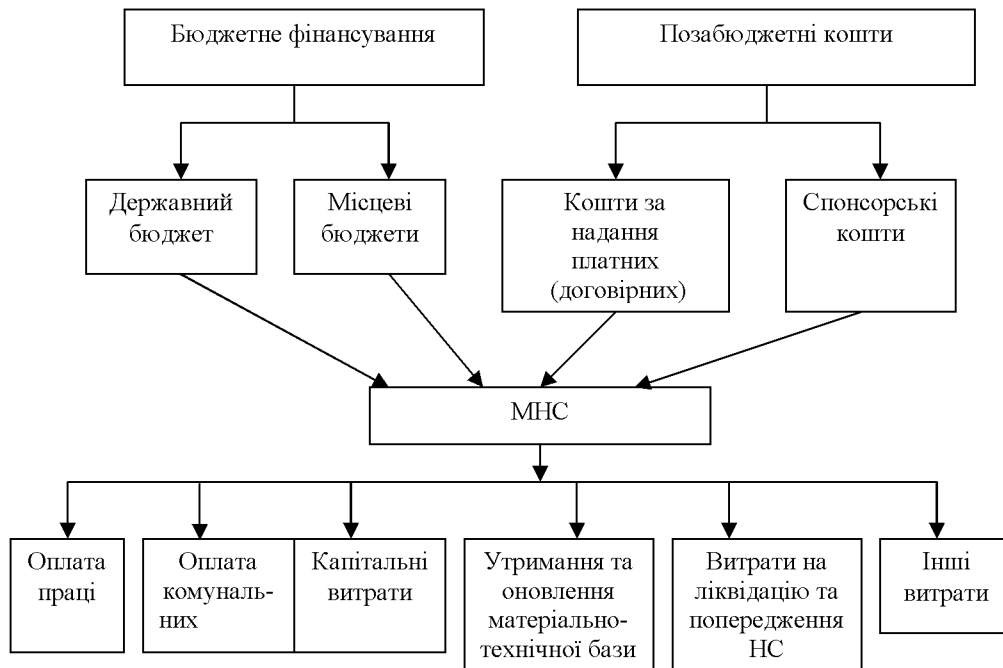 Бюджетне фінансування
Позабюджетні кошти
Державний
бюджет
Місцеві
бюджети
Кошти за
надання
платних
(договірних)
Спонсорські
кошти
МНС
Оплата
праці
Оплата
комуналь-
них
Капітальні
витрати
Утримання та
оновлення
матеріально-
технічної бази
Витрати на
ліквідацію та
попередження
НС
Інші
витрати